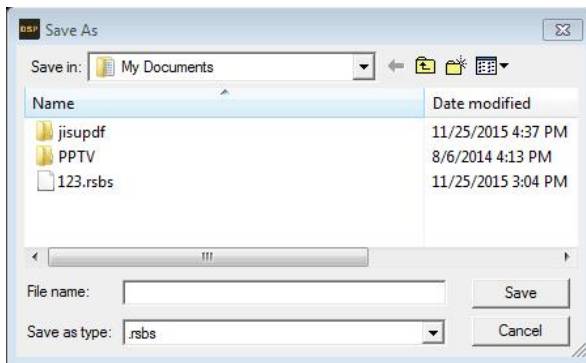 DSP Save As
Save in: My Documents
Name Date modified
jisupdf 11/25/2015 4:37 PM
PPTV 8/6/2014 4:13 PM
123.rsbs 11/25/2015 3:04 PM
File name: Save
Save as type: .rsbs Cancel